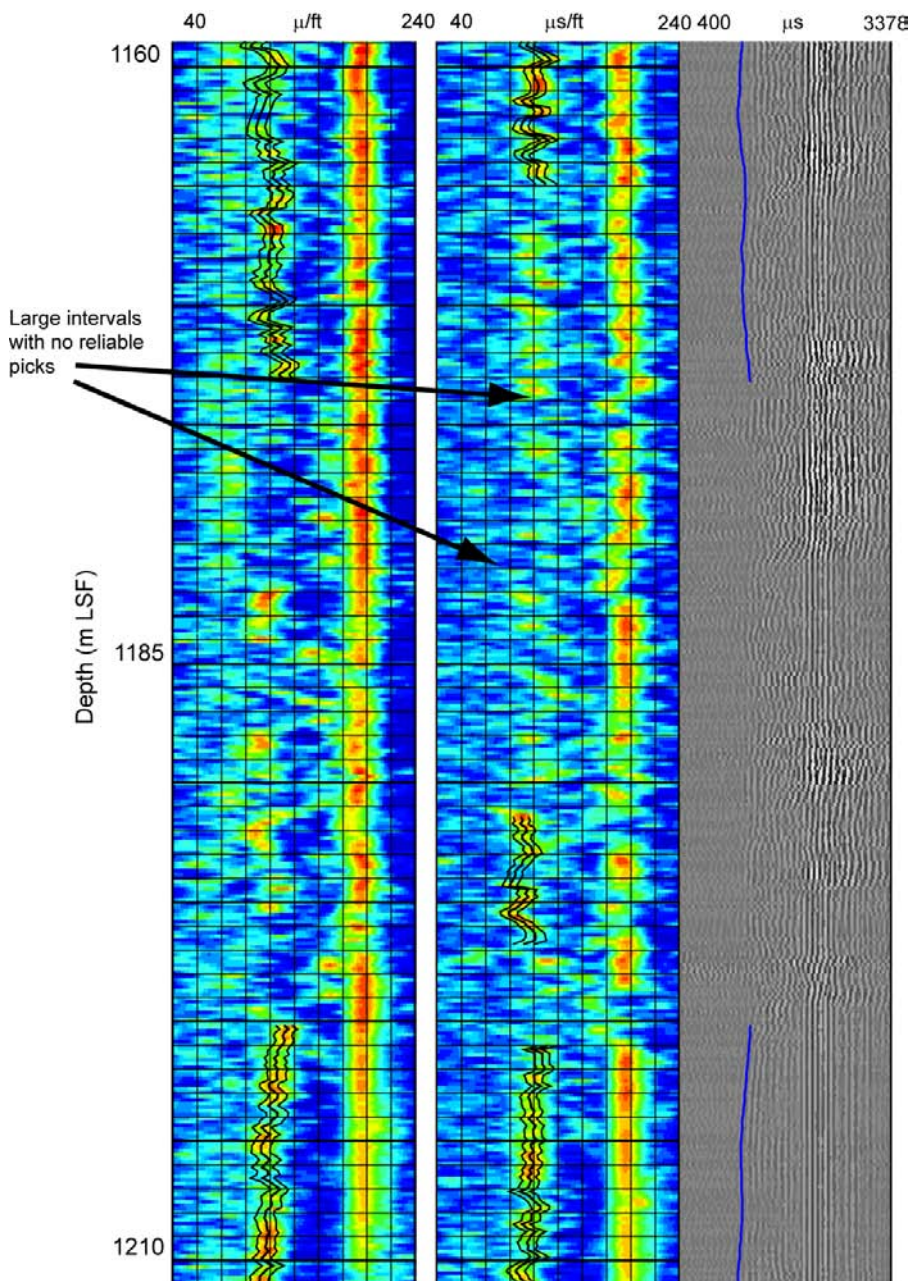 40 μ/ft 240 40 μs/ft 240 400 μs 3378
1160
Large intervals
with no reliable
picks
1185
Depth (m LSF)
1210